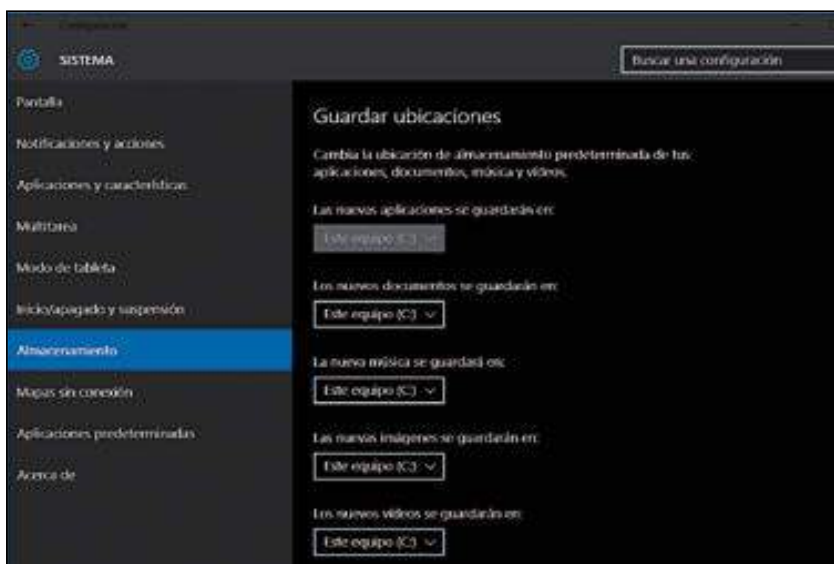 Configuración
SISTEMA
Buscar una configuración
Pantalla
Notificaciones y acciones
Aplicaciones y características
Multitarea
Modo de tableta
Inicio/apagado y suspensión
Almacenamiento
Mapas sin conexión
Aplicaciones predeterminadas
Acerca de
Guardar ubicaciones
Cambia la ubicación de almacenamiento predeterminada de tus
aplicaciones, documentos, música y vídeos.
Las nuevas aplicaciones se guardarán en:
Este equipo (C:)
Los nuevos documentos se guardarán en:
Este equipo (C:)
La nueva música se guardará en:
Este equipo (C:)
Las nuevas imágenes se guardarán en:
Este equipo (C:)
Los nuevos vídeos se guardarán en:
Este equipo (C:)